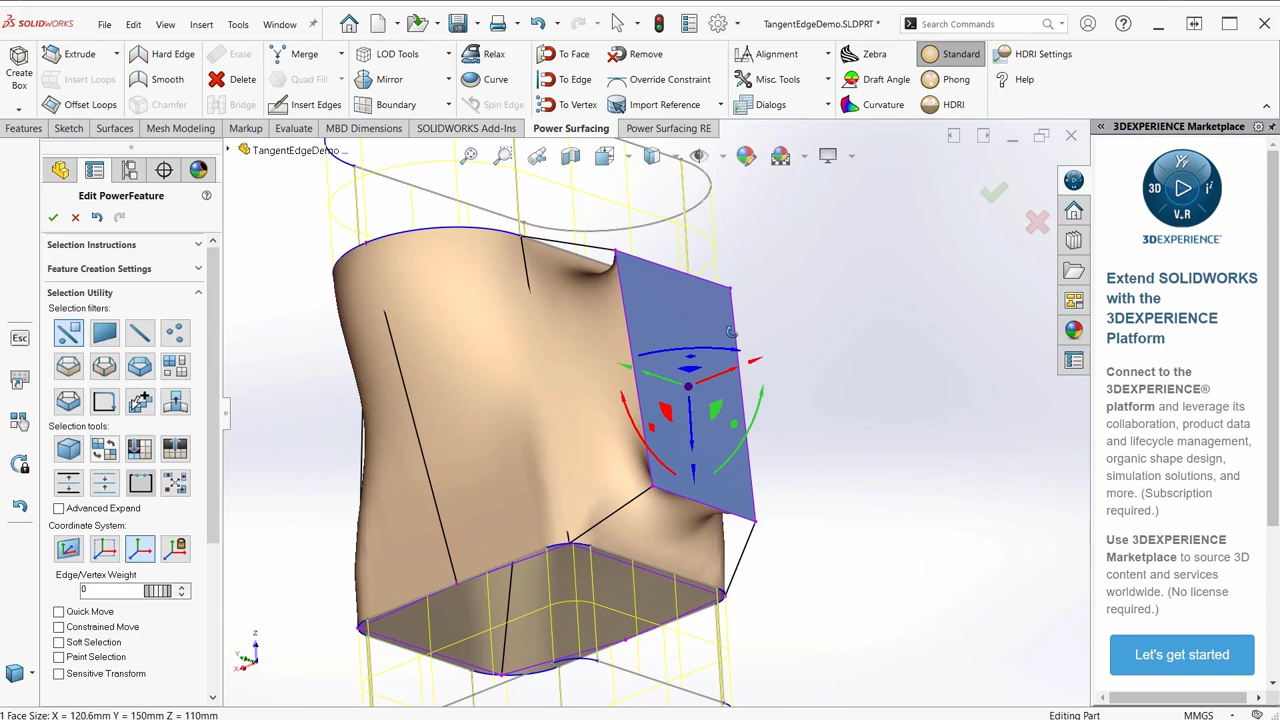 SOLIDWORKS
File
Edit
View
Insert
Tools
Window
TangentEdgeDemo.SLDPRT *
Search Commands
Create
Box
Extrude
Insert Loops
Offset Loops
Hard Edge
Smooth
Chamfer
Erase
Delete
Bridge
Merge
Quad Fill
Insert Edges
LOD Tools
Mirror
Boundary
Relax
Curve
Spin Edge
To Face
To Edge
To Vertex
Remove
Override Constraint
Import Reference
Alignment
Misc. Tools
Dialogs
Zebra
Draft Angle
Curvature
Standard
Phong
HDRI
HDRI Settings
Help
Features
Sketch
Surfaces
Mesh Modeling
Markup
Evaluate
MBD Dimensions
SOLIDWORKS Add-Ins
Power Surfacing
Power Surfacing RE
TangentEdgeDemo ...
3DEXPERIENCE Marketplace
Edit PowerFeature
Selection Instructions
Feature Creation Settings
Selection Utility
Selection filters:
Selection tools:
Advanced Expand
Coordinate System:
Edge/Vertex Weight
0
Quick Move
Constrained Move
Soft Selection
Paint Selection
Sensitive Transform
Esc
Z
Y
X
3D
V.R
3DEXPERIENCE
Extend SOLIDWORKS
with the
3DEXPERIENCE
Platform
Connect to the
3DEXPERIENCE®
platform and leverage its
collaboration, product data
and lifecycle management,
organic shape design,
simulation solutions, and
more. (Subscription
required.)
Use 3DEXPERIENCE
Marketplace to source 3D
content and services
worldwide. (No license
required.)
Let's get started
1 Face Size: X = 120.6mm Y = 150mm Z = 110mm
Editing Part
MMGS